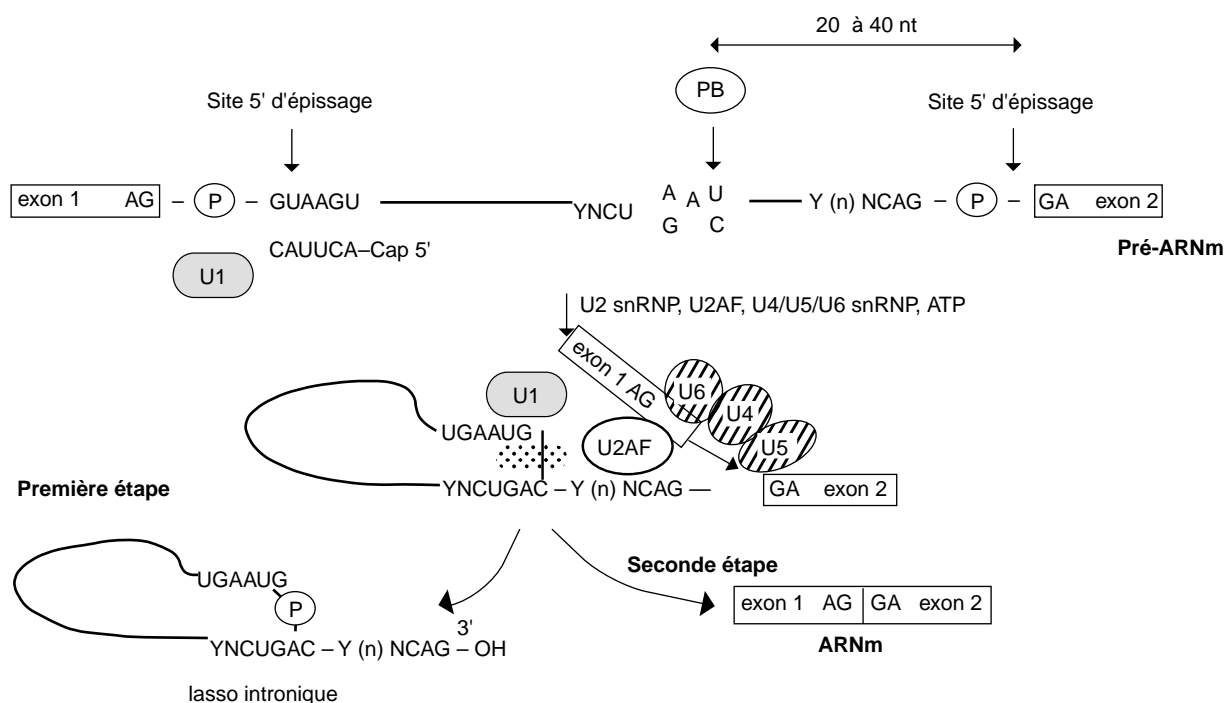 20 à 40 nt
PB
Site 5' d'épissage
Site 5' d'épissage
exon 1 AG – P – GUAAGU YNCU A G A U C Y (n) NCAG – P – GA exon 2
CAUUCA–Cap 5'
Pré-ARNm
U1
U2 snRNP, U2AF, U4/U5/U6 snRNP, ATP
exon 1 AG
U6
U1
U4
UGAAUG
U2AF
U5
Première étape
YNCUGAC – Y (n) NCAG —
GA exon 2
Seconde étape
UGAAUG
P
exon 1 AG GA exon 2
3'
YNCUGAC – Y (n) NCAG – OH
ARNm
lasso intronique